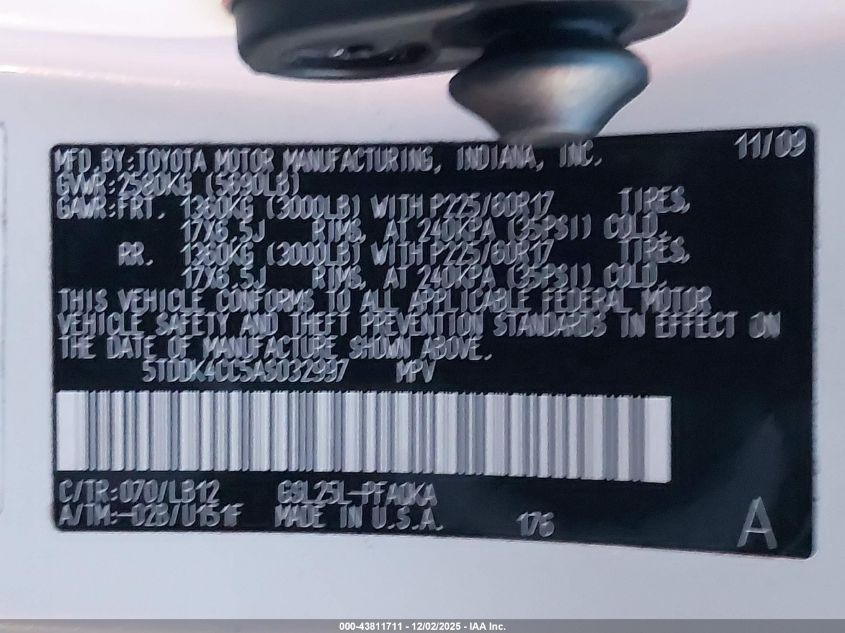 11/09
MFD.BY:TOYOTA MOTOR MANUFACTURING, INDIANA, INC.
GVWR:2580KG (5690LB)
GAWR:FRT. 1360KG (3000LB) WITH P225/60R17 TIRES,
17X6.5J RIMS, AT 240KPA (35PSI) COLD.
RR. 1360KG (3000LB) WITH P225/60R17 TIRES,
17X6.5J RIMS, AT 240KPA (35PSI) COLD.
THIS VEHICLE CONFORMS TO ALL APPLICABLE FEDERAL MOTOR
VEHICLE SAFETY AND THEFT PREVENTION STANDARDS IN EFFECT ON
THE DATE OF MANUFACTURE SHOWN ABOVE.
5TDDK4CC5AS032997 MPV
C/TR:070/LB12 GSL25L-PFAQKA
A/TM:-02B/U151F MADE IN U.S.A. 176
A
000-43811711 - 12/02/2025 - IAA Inc.